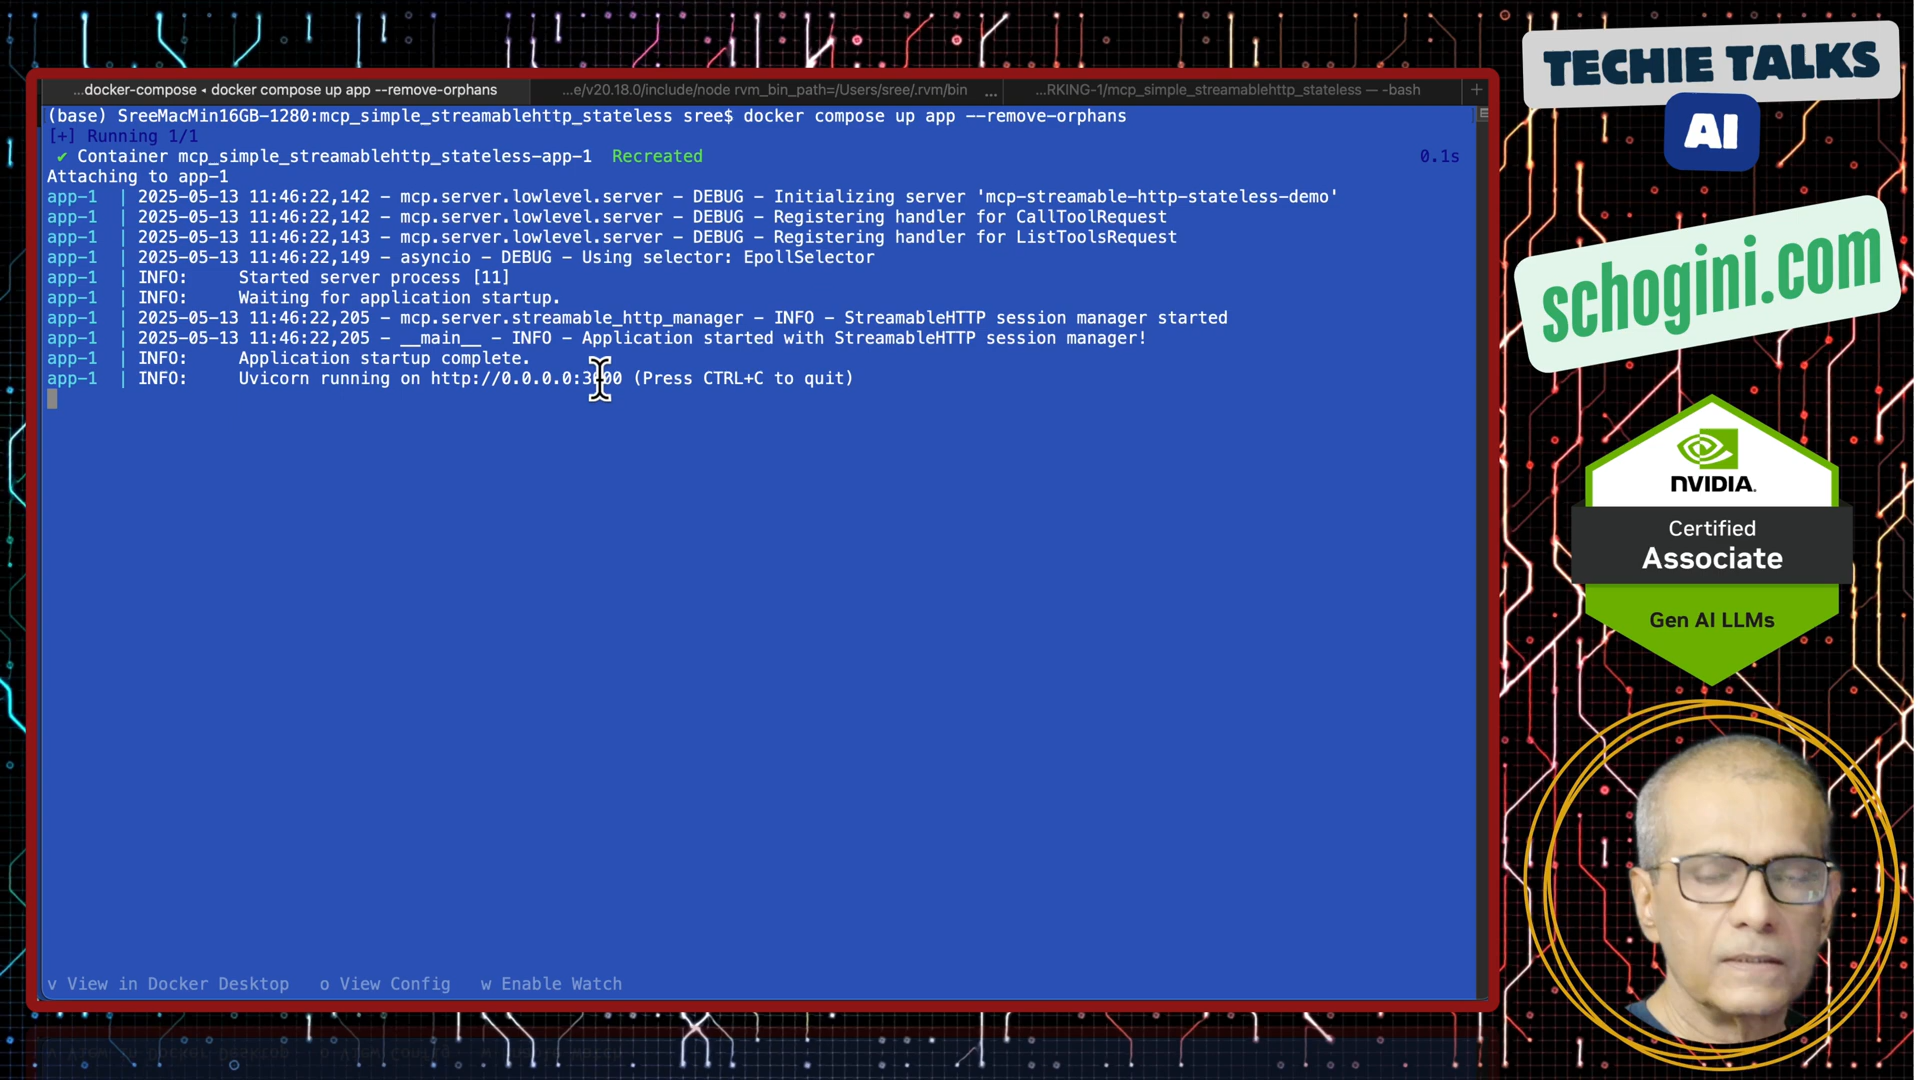 ...docker-compose ◂ docker compose up app --remove-orphans
...e/v20.18.0/include/node rvm_bin_path=/Users/sree/.rvm/bin ...
...RKING-1/mcp_simple_streamablehttp_stateless — -bash
+
(base) SreeMacMin16GB-1280:mcp_simple_streamablehttp_stateless sree$ docker compose up app --remove-orphans
[+] Running 1/1
✔ Container mcp_simple_streamablehttp_stateless-app-1 Recreated 0.1s
Attaching to app-1
app-1 | 2025-05-13 11:46:22,142 - mcp.server.lowlevel.server - DEBUG - Initializing server 'mcp-streamable-http-stateless-demo'
app-1 | 2025-05-13 11:46:22,142 - mcp.server.lowlevel.server - DEBUG - Registering handler for CallToolRequest
app-1 | 2025-05-13 11:46:22,143 - mcp.server.lowlevel.server - DEBUG - Registering handler for ListToolsRequest
app-1 | 2025-05-13 11:46:22,149 - asyncio - DEBUG - Using selector: EpollSelector
app-1 | INFO: Started server process [11]
app-1 | INFO: Waiting for application startup.
app-1 | 2025-05-13 11:46:22,205 - mcp.server.streamable_http_manager - INFO - StreamableHTTP session manager started
app-1 | 2025-05-13 11:46:22,205 - __main__ - INFO - Application started with StreamableHTTP session manager!
app-1 | INFO: Application startup complete.
app-1 | INFO: Uvicorn running on http://0.0.0.0:3000 (Press CTRL+C to quit)
v View in Docker Desktop o View Config w Enable Watch
TECHIE TALKS
AI
schogini.com
NVIDIA.
Certified
Associate
Gen AI LLMs